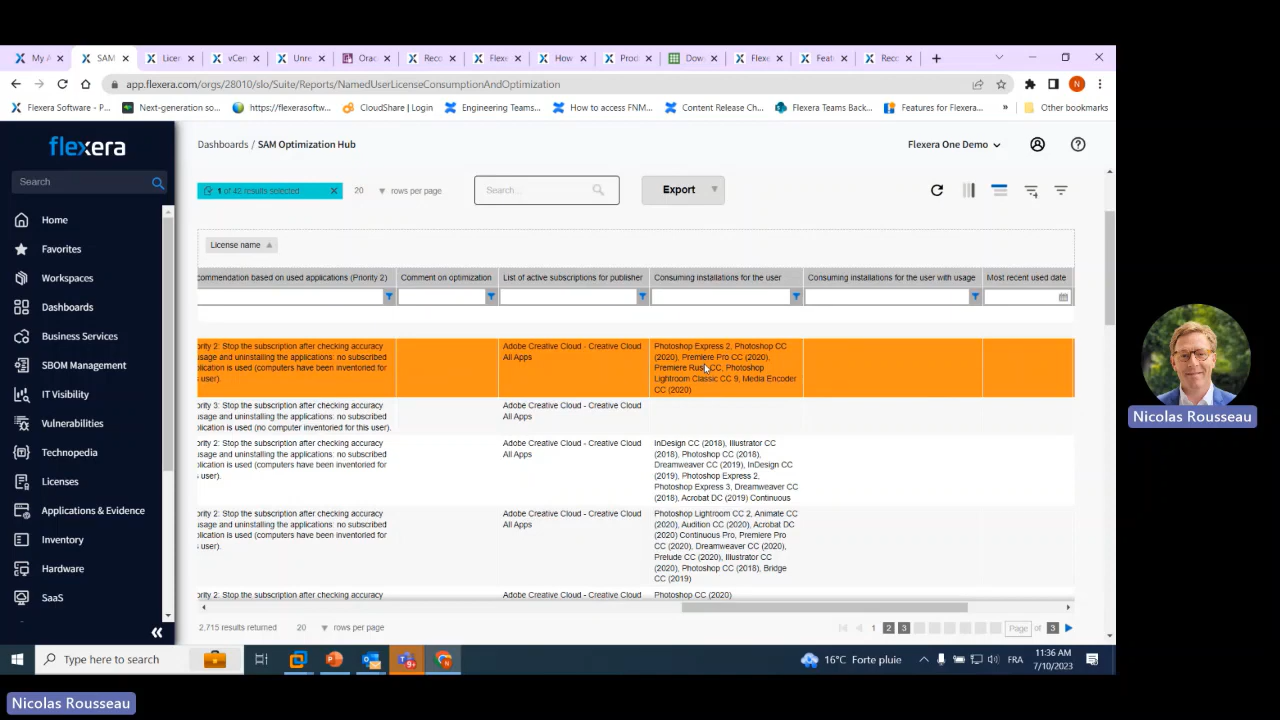 My A
SAM
Licer
vCer
Unre
Orac
Reco
Flex
How
Prod
Dow
Flexe
Feat
Reco
app.flexera.com/orgs/28010/slo/Suite/Reports/NamedUserLicenseConsumptionAndOptimization
N
Flexera Software - P...
Next-generation so...
https://flexerasoftw...
CloudShare | Login
Engineering Teams...
How to access FNM...
Content Release Ch...
Flexera Teams Back...
Features for Flexera...
»
Other bookmarks
flexera
Dashboards / SAM Optimization Hub
Flexera One Demo
Search
1 of 42 results selected
20
rows per page
Search...
Export
Home
Favorites
Workspaces
Dashboards
Business Services
SBOM Management
IT Visibility
Vulnerabilities
Technopedia
Licenses
Applications & Evidence
Inventory
Hardware
SaaS
License name
commendation based on used applications (Priority 2)
Comment on optimization
List of active subscriptions for publisher
Consuming installations for the user
Consuming installations for the user with usage
Most recent used date
ority 2: Stop the subscription after checking accuracy
usage and uninstalling the applications: no subscribed
plication is used (computers have been inventoried for
s user).
Adobe Creative Cloud - Creative Cloud
All Apps
Photoshop Express 2, Photoshop CC
(2020), Premiere Pro CC (2020),
Premiere Rush CC, Photoshop
Lightroom Classic CC 9, Media Encoder
CC (2020)
ority 3: Stop the subscription after checking accuracy
usage and uninstalling the applications: no subscribed
plication is used (no computer inventoried for this user).
Adobe Creative Cloud - Creative Cloud
All Apps
ority 2: Stop the subscription after checking accuracy
usage and uninstalling the applications: no subscribed
plication is used (computers have been inventoried for
s user).
Adobe Creative Cloud - Creative Cloud
All Apps
InDesign CC (2018), Illustrator CC
(2018), Photoshop CC (2018),
Dreamweaver CC (2019), InDesign CC
(2019), Photoshop Express 2,
Photoshop Express 3, Dreamweaver CC
(2018), Acrobat DC (2019) Continuous
ority 2: Stop the subscription after checking accuracy
usage and uninstalling the applications: no subscribed
plication is used (computers have been inventoried for
s user).
Adobe Creative Cloud - Creative Cloud
All Apps
Photoshop Lightroom CC 2, Animate CC
(2020), Audition CC (2020), Acrobat DC
(2020) Continuous Pro, Premiere Pro
CC (2020), Dreamweaver CC (2020),
Prelude CC (2020), Illustrator CC
(2020), Photoshop CC (2018), Bridge
CC (2019)
ority 2: Stop the subscription after checking accuracy
Adobe Creative Cloud - Creative Cloud
Photoshop CC (2020)
2,715 results returned
20
rows per page
1 2 3
Page
of
3
Type here to search
9+
16°C Forte pluie
FRA
11:36 AM
7/10/2023
Nicolas Rousseau
Nicolas Rousseau